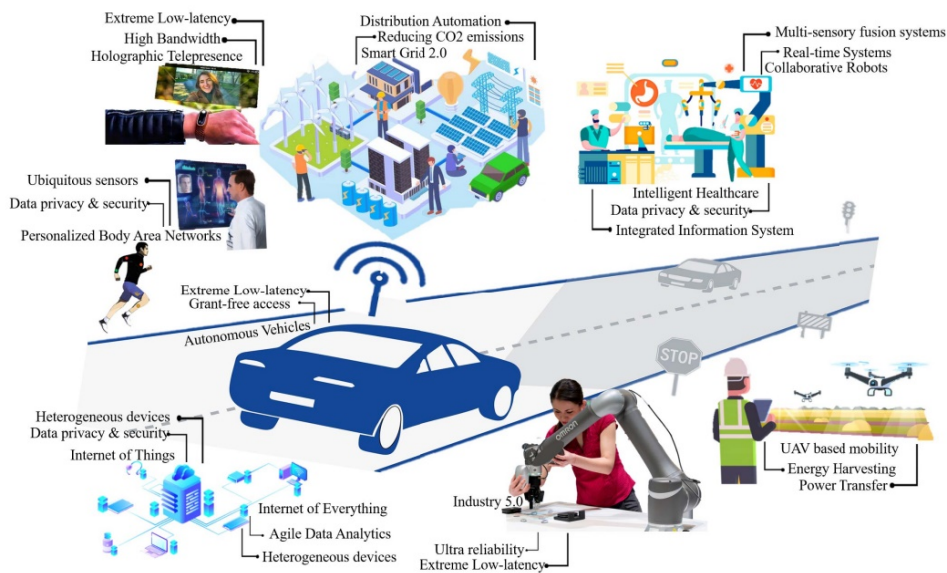 Extreme Low-latency
High Bandwidth
Holographic Telepresence
Distribution Automation
Reducing CO2 emissions
Smart Grid 2.0
Multi-sensory fusion systems
Real-time Systems
Collaborative Robots
Ubiquitous sensors
Data privacy & security
Personalized Body Area Networks
Intelligent Healthcare
Data privacy & security
Integrated Information System
Extreme Low-latency
Grant-free access
Autonomous Vehicles
STOP
Heterogeneous devices
Data privacy & security
Internet of Things
Internet of Everything
Agile Data Analytics
Heterogeneous devices
omron
Industry 5.0
Ultra reliability
Extreme Low-latency
UAV based mobility
Energy Harvesting
Power Transfer